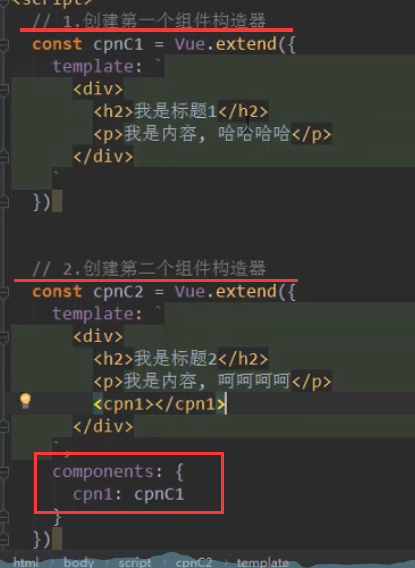 <script>
// 1.创建第一个组件构造器
const cpnC1 = Vue.extend({
template: `
<div>
<h2>我是标题1</h2>
<p>我是内容, 哈哈哈哈</p>
</div>
`
})
// 2.创建第二个组件构造器
const cpnC2 = Vue.extend({
template: `
<div>
<h2>我是标题2</h2>
<p>我是内容, 呵呵呵呵</p>
<cpn1></cpn1>
</div>
`,
components: {
cpn1: cpnC1
}
})
html › body › script › cpnC2 › template